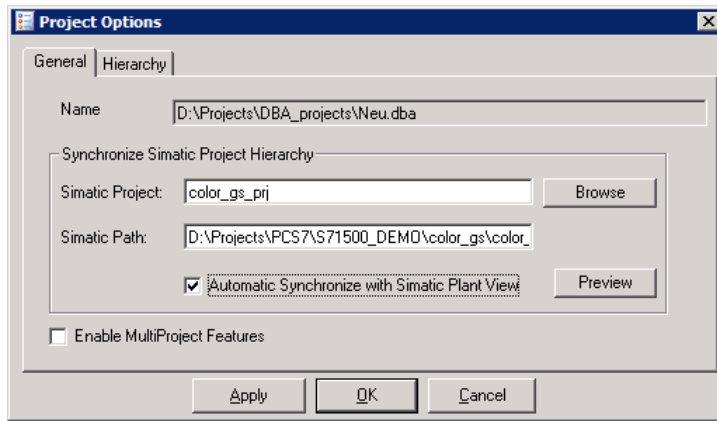 Project Options
General Hierarchy
Name D:\Projects\DBA_projects\Neu.dba
Synchronize Simatic Project Hierarchy
Simatic Project: color_gs_prj Browse
Simatic Path: D:\Projects\PCS7\S71500_DEMO\color_gs\color_
Automatic Synchronize with Simatic Plant View Preview
Enable MultiProject Features
Apply OK Cancel